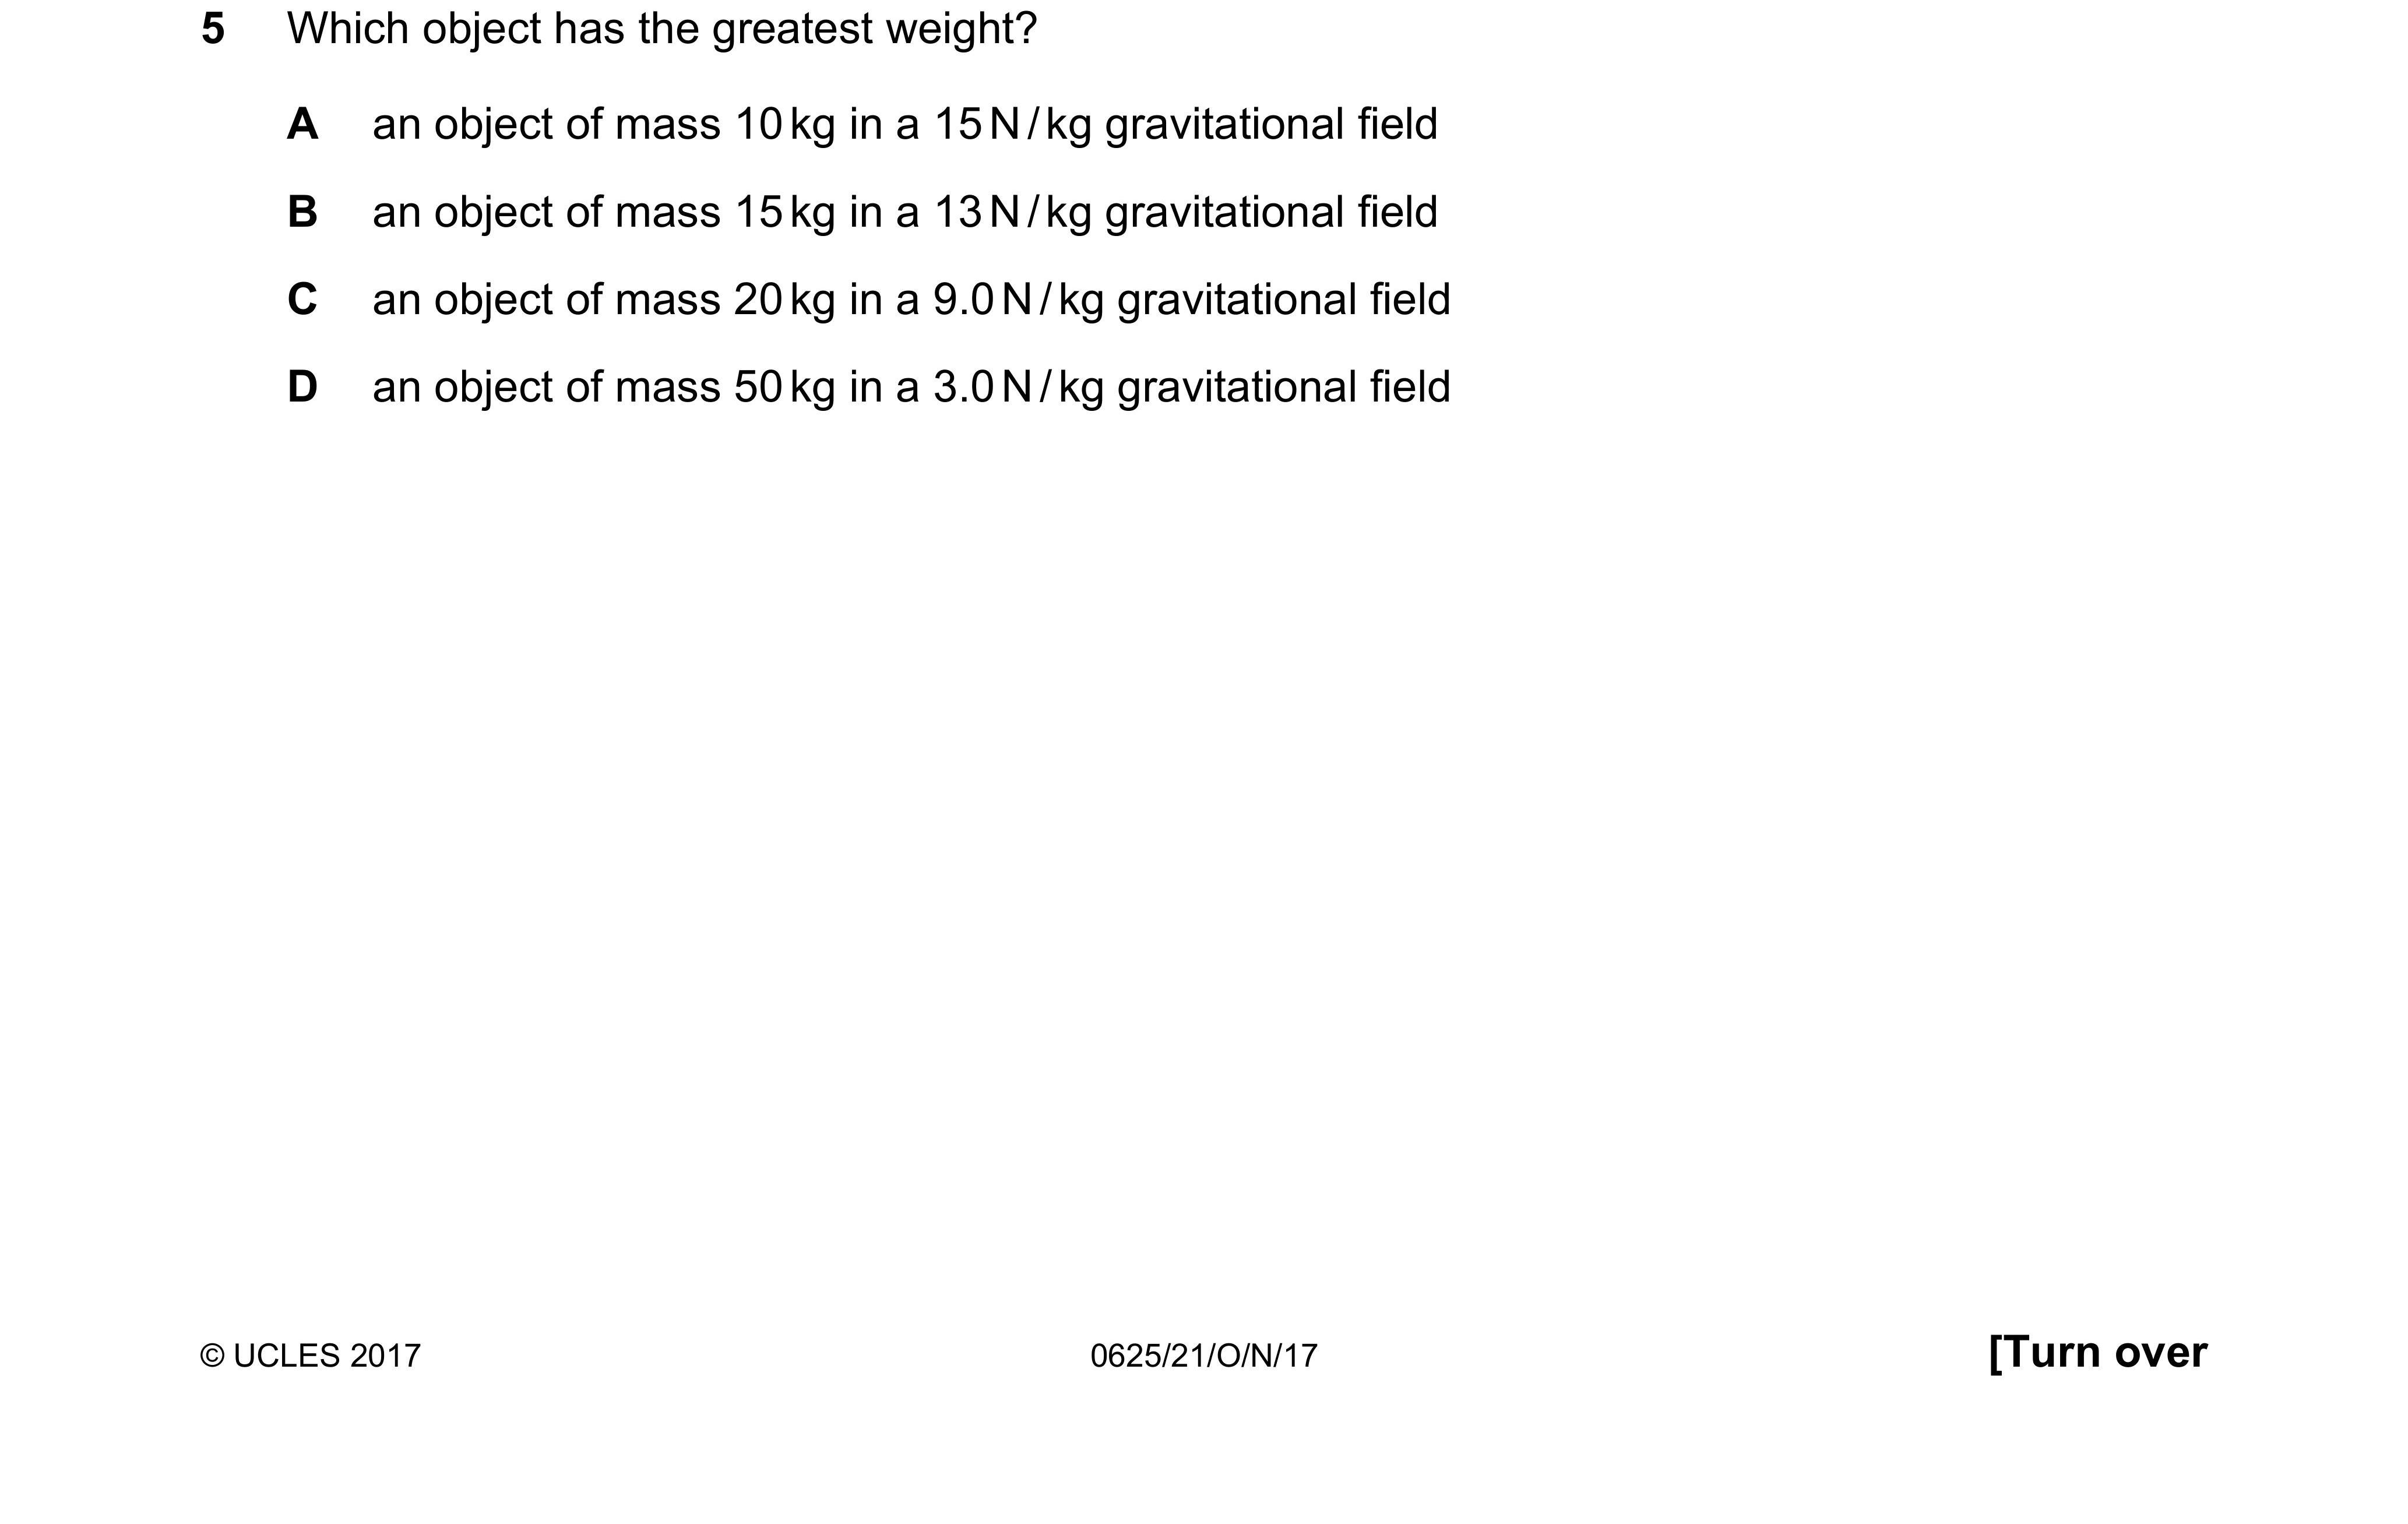 5 Which object has the greatest weight?
A an object of mass 10 kg in a 15 N / kg gravitational field
B an object of mass 15 kg in a 13 N / kg gravitational field
C an object of mass 20 kg in a 9.0 N / kg gravitational field
D an object of mass 50 kg in a 3.0 N / kg gravitational field
© UCLES 2017 0625/21/O/N/17 [Turn over